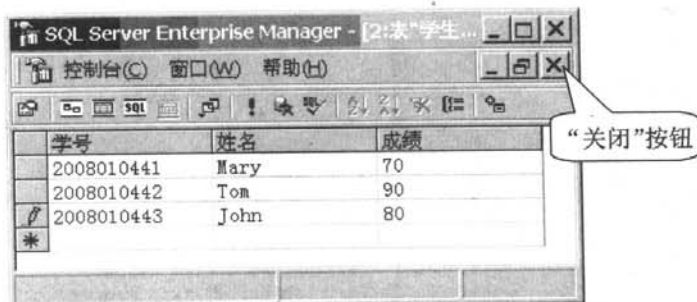 SQL Server Enterprise Manager - [2:表"学生...
控制台(C) 窗口(W) 帮助(H)
SQL
学号 姓名 成绩
2008010441 Mary 70
2008010442 Tom 90
2008010443 John 80
"关闭"按钮